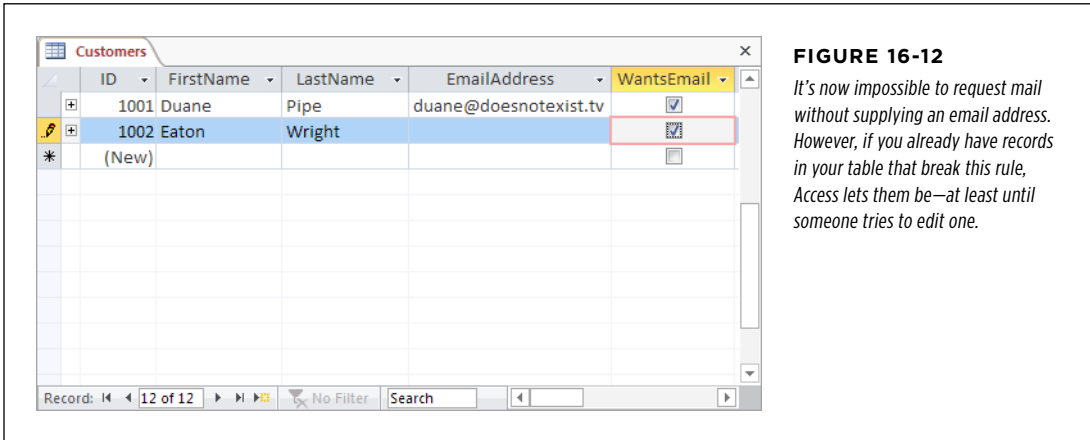 Customers
ID FirstName LastName EmailAddress WantsEmail
1001 Duane Pipe duane@doesnotexist.tv
1002 Eaton Wright
(New)
Record: 12 of 12 No Filter Search
FIGURE 16-12
It's now impossible to request mail
without supplying an email address.
However, if you already have records
in your table that break this rule,
Access lets them be—at least until
someone tries to edit one.